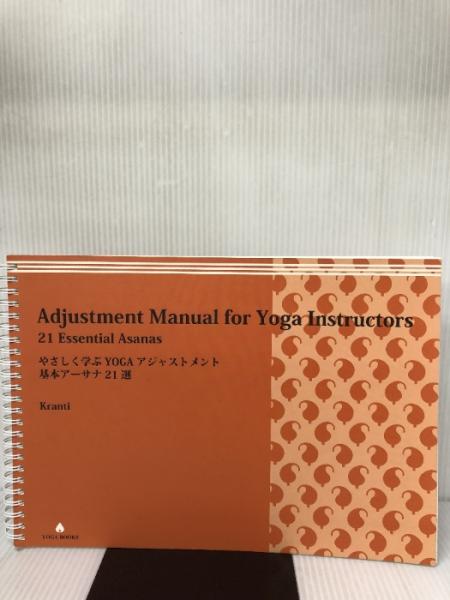 Adjustment Manual for Yoga Instructors
21 Essential Asanas
やさしく学ぶYOGAアジャストメント
基本アーサナ21選
Kranti
YOGA BOOKS